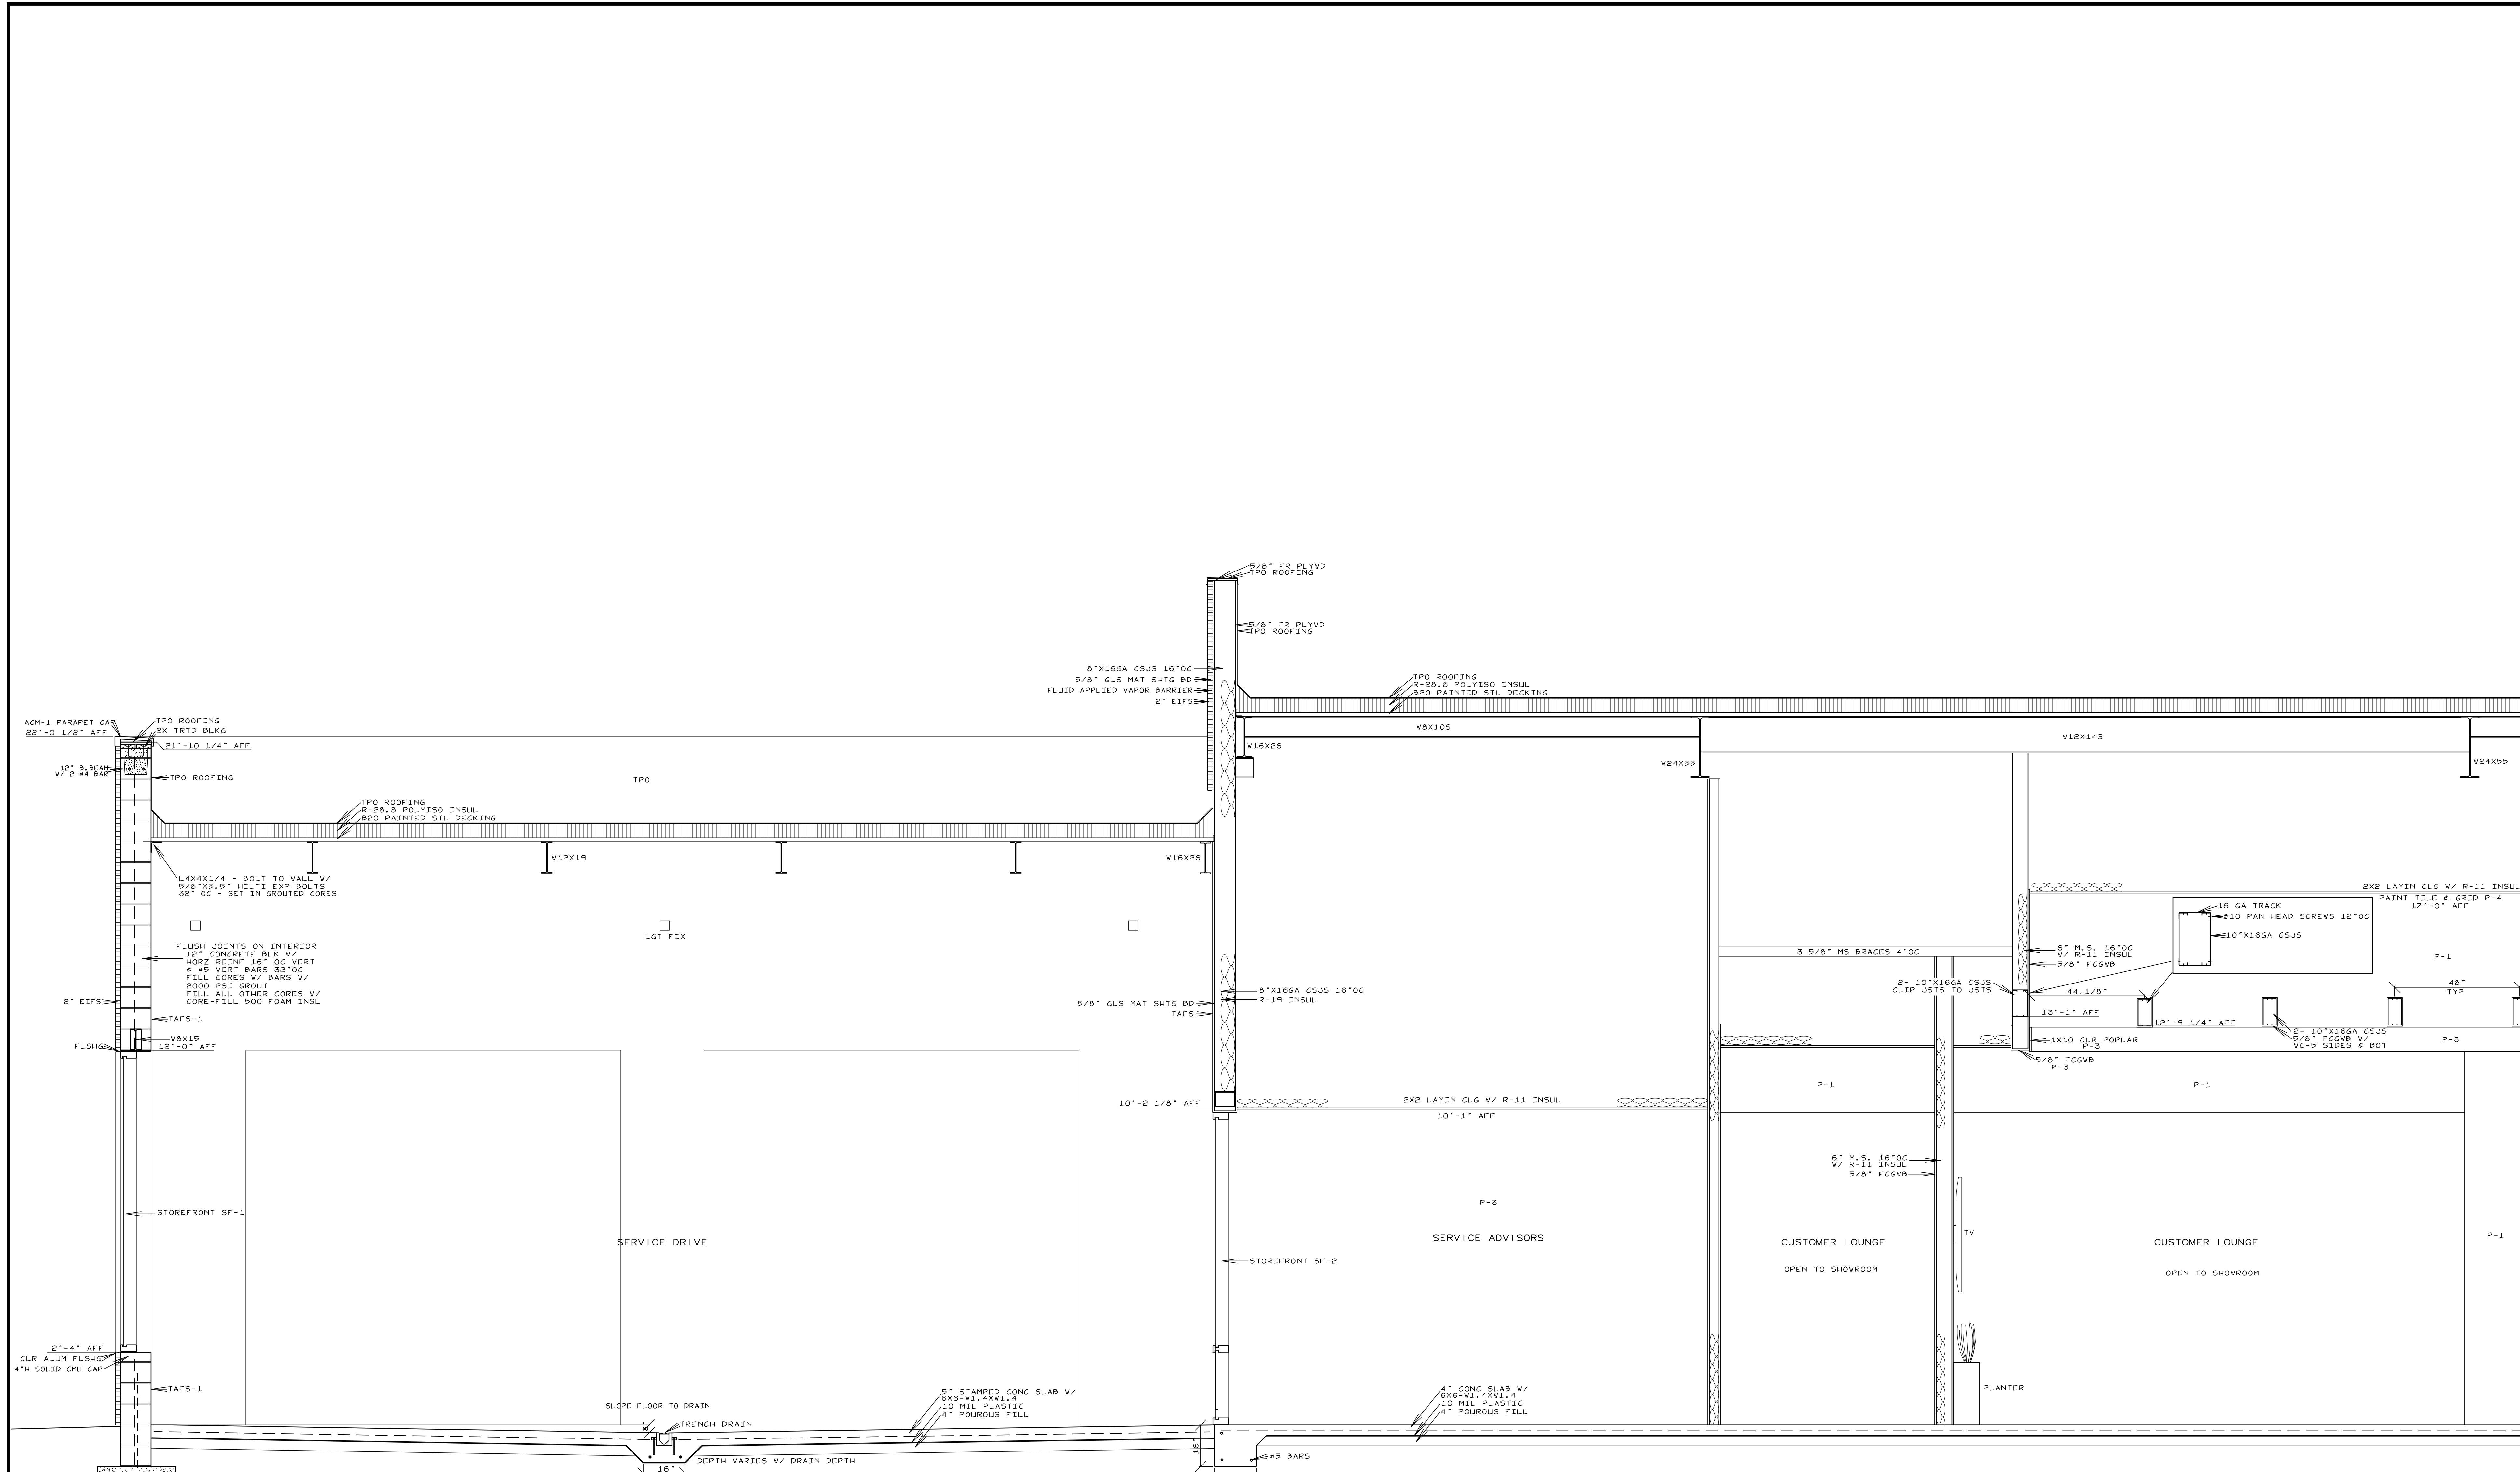 5/8" FR PLYWD
TPO ROOFING
5/8" FR PLYWD
TPO ROOFING
8"X16GA CSJS 16"OC
5/8" GLS MAT SHTG BD
FLUID APPLIED VAPOR BARRIER
2" EIFS
TPO ROOFING
R-28.8 POLYISO INSUL
B20 PAINTED STL DECKING
ACM-1 PARAPET CAP
22'-0 1/2" AFF
TPO ROOFING
2X TRTD BLKG
21'-10 1/4" AFF
12" B.BEAM
W/ 2-#4 BAR
TPO ROOFING
TPO
W8X10S
W16X26
W12X14S
W24X55
W24X55
TPO ROOFING
R-28.8 POLYISO INSUL
B20 PAINTED STL DECKING
W12X19
W16X26
L4X4X1/4 - BOLT TO WALL W/
5/8"X5.5" HILTI EXP BOLTS
32" OC - SET IN GROUTED CORES
LGT FIX
FLUSH JOINTS ON INTERIOR
12" CONCRETE BLK W/
HORZ REINF 16" OC VERT
& #5 VERT BARS 32"OC
FILL CORES W/ BARS W/
2000 PSI GROUT
FILL ALL OTHER CORES W/
CORE-FILL 500 FOAM INSL
2" EIFS
TAFS-1
W8X15
FLSHG
12'-0" AFF
5/8" GLS MAT SHTG BD
TAFS
8"X16GA CSJS 16"OC
R-19 INSUL
10'-2 1/8" AFF
2X2 LAYIN CLG W/ R-11 INSUL
10'-1" AFF
3 5/8" MS BRACES 4'OC
2X2 LAYIN CLG W/ R-11 INSUL
PAINT TILE & GRID P-4
17'-0" AFF
16 GA TRACK
#10 PAN HEAD SCREWS 12"OC
10"X16GA CSJS
6" M.S. 16"OC
W/ R-11 INSUL
5/8" FCGWB
P-1
2- 10"X16GA CSJS
CLIP JSTS TO JSTS
44.1/8"
48"
TYP
13'-1" AFF
12'-9 1/4" AFF
2- 10"X16GA CSJS
5/8" FCGWB W/
WC-5 SIDES & BOT
1X10 CLR POPLAR
P-3
P-3
5/8" FCGWB
P-3
P-1
P-1
6" M.S. 16"OC
W/ R-11 INSUL
5/8" FCGWB
P-3
STOREFRONT SF-1
SERVICE DRIVE
SERVICE ADVISORS
STOREFRONT SF-2
CUSTOMER LOUNGE
OPEN TO SHOWROOM
TV
CUSTOMER LOUNGE
OPEN TO SHOWROOM
P-1
2'-4" AFF
CLR ALUM FLSHG
4"H SOLID CMU CAP
TAFS-1
PLANTER
5" STAMPED CONC SLAB W/
6X6-W1.4XW1.4
10 MIL PLASTIC
4" POUROUS FILL
4" CONC SLAB W/
6X6-W1.4XW1.4
10 MIL PLASTIC
4" POUROUS FILL
SLOPE FLOOR TO DRAIN
TRENCH DRAIN
16"
DEPTH VARIES W/ DRAIN DEPTH
16"
#5 BARS